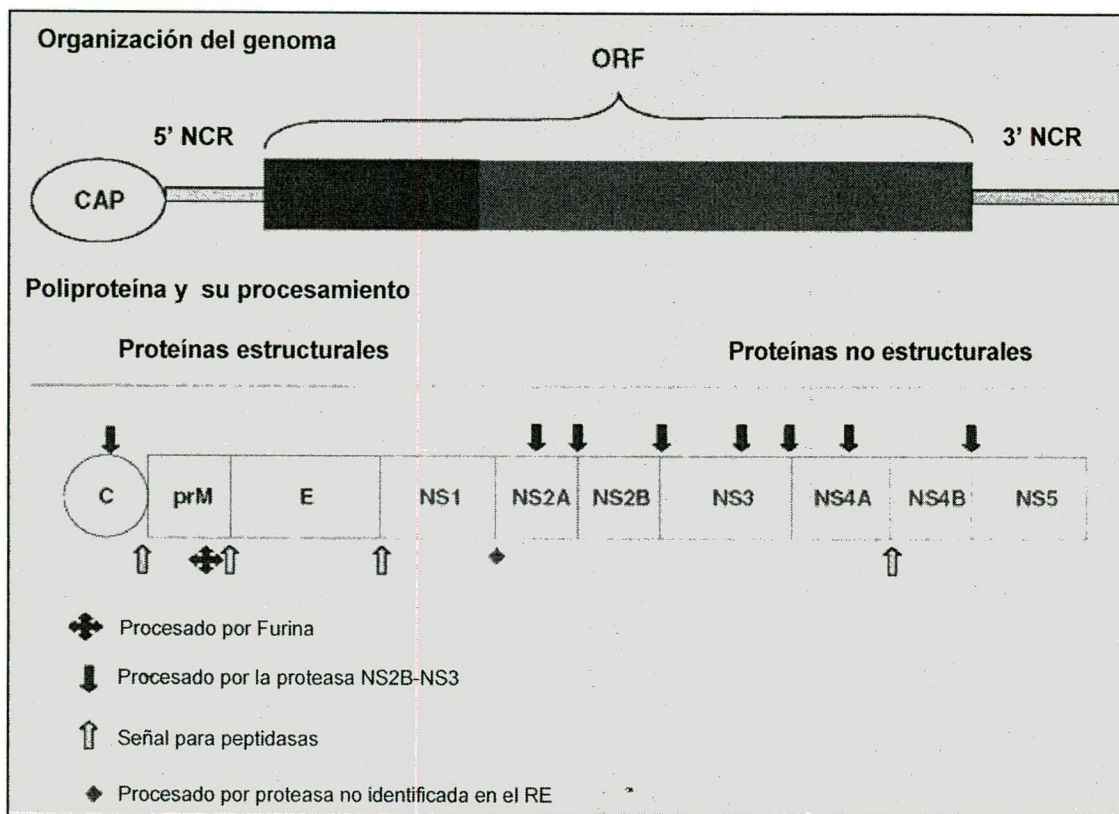 Organización del genoma
ORF
5' NCR
3' NCR
CAP
Poliproteína y su procesamiento
Proteínas estructurales
Proteínas no estructurales
C
prM
E
NS1
NS2A
NS2B
NS3
NS4A
NS4B
NS5
Procesado por Furina
Procesado por la proteasa NS2B-NS3
Señal para peptidasas
Procesado por proteasa no identificada en el RE